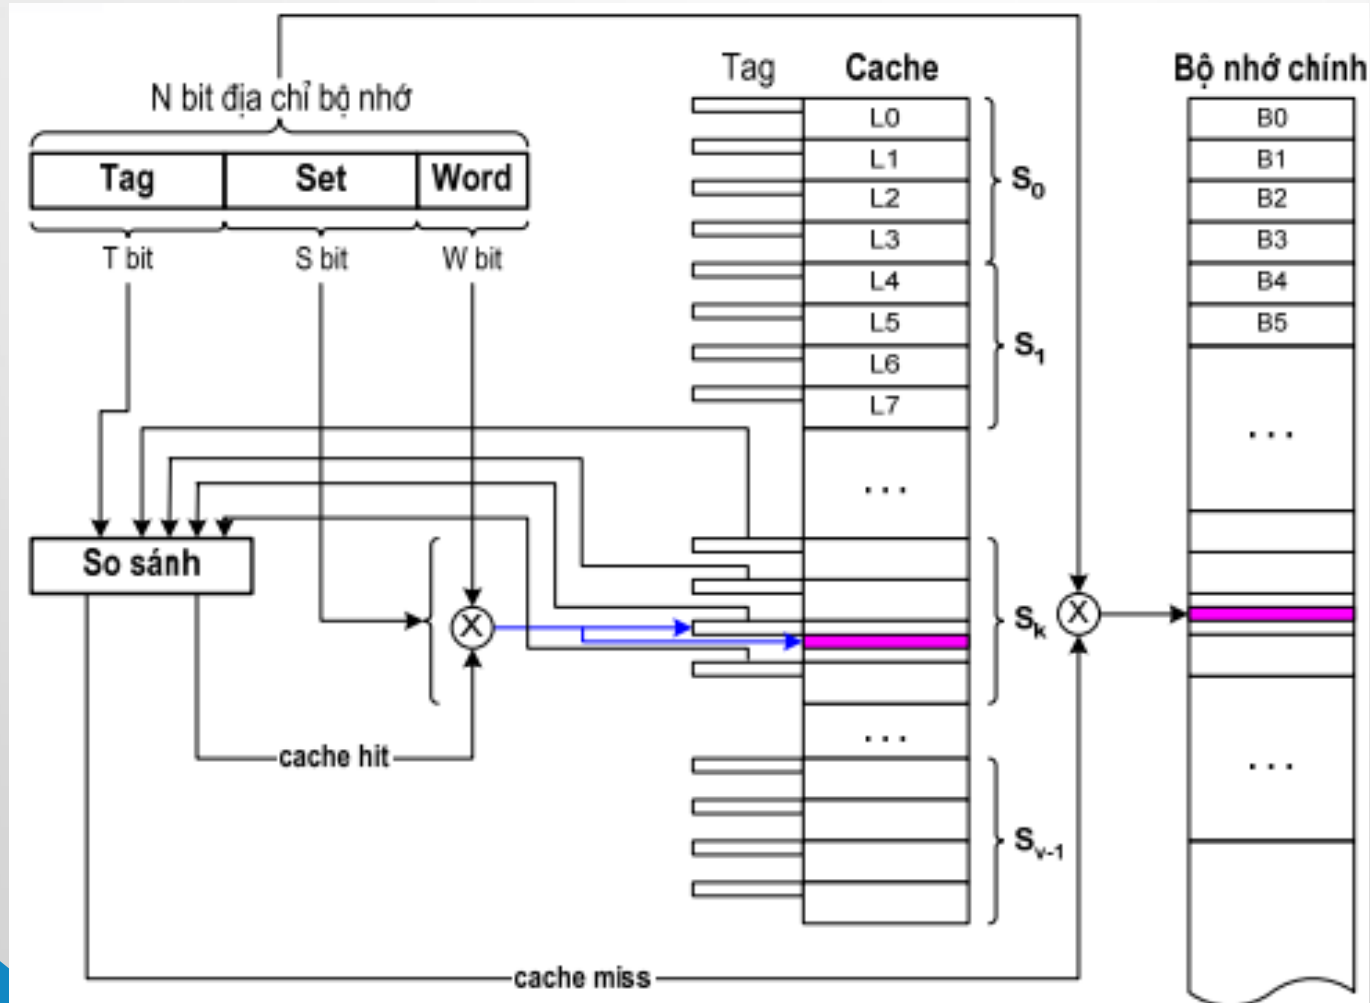 N bit địa chỉ bộ nhớ
Tag Set Word
T bit S bit W bit
So sánh
X
cache hit
cache miss
Tag Cache
L0
L1
L2
L3
L4
L5
L6
L7
...
...
S0
S1
Sk
Sv-1
X
Bộ nhớ chính
B0
B1
B2
B3
B4
B5
...
...